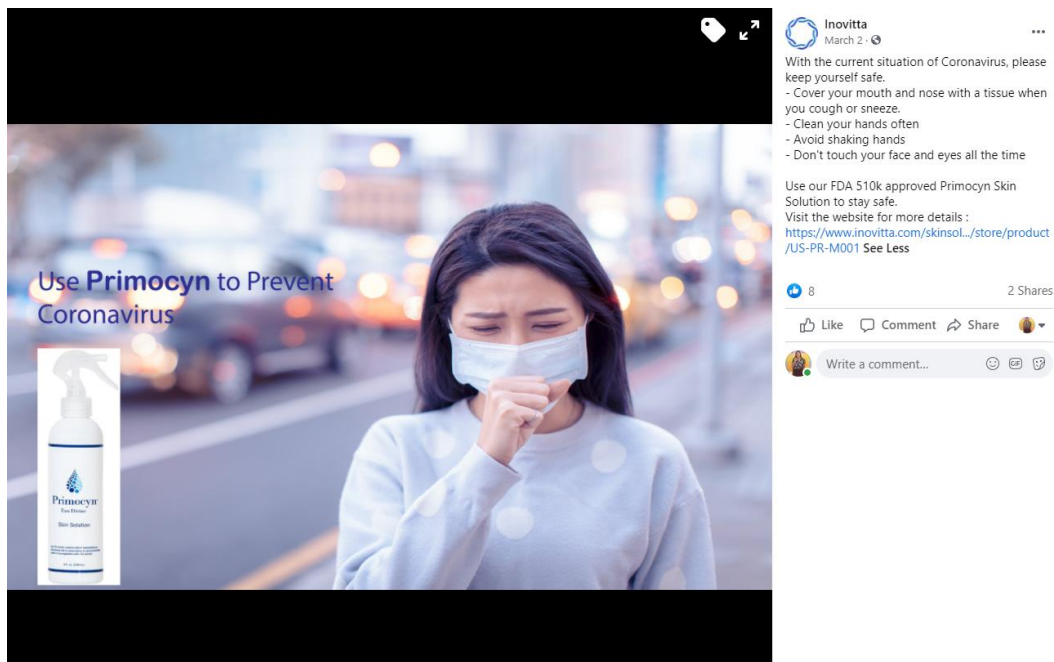 Use Primocyn to Prevent
Coronavirus
Primocyn
Skin Solution
Inovitta
March 2 ·
With the current situation of Coronavirus, please
keep yourself safe.
- Cover your mouth and nose with a tissue when
you cough or sneeze.
- Clean your hands often
- Avoid shaking hands
- Don't touch your face and eyes all the time
Use our FDA 510k approved Primocyn Skin
Solution to stay safe.
Visit the website for more details :
https://www.inovitta.com/skinsol.../store/product
/US-PR-M001 See Less
8
2 Shares
Like Comment Share
Write a comment...
GIF